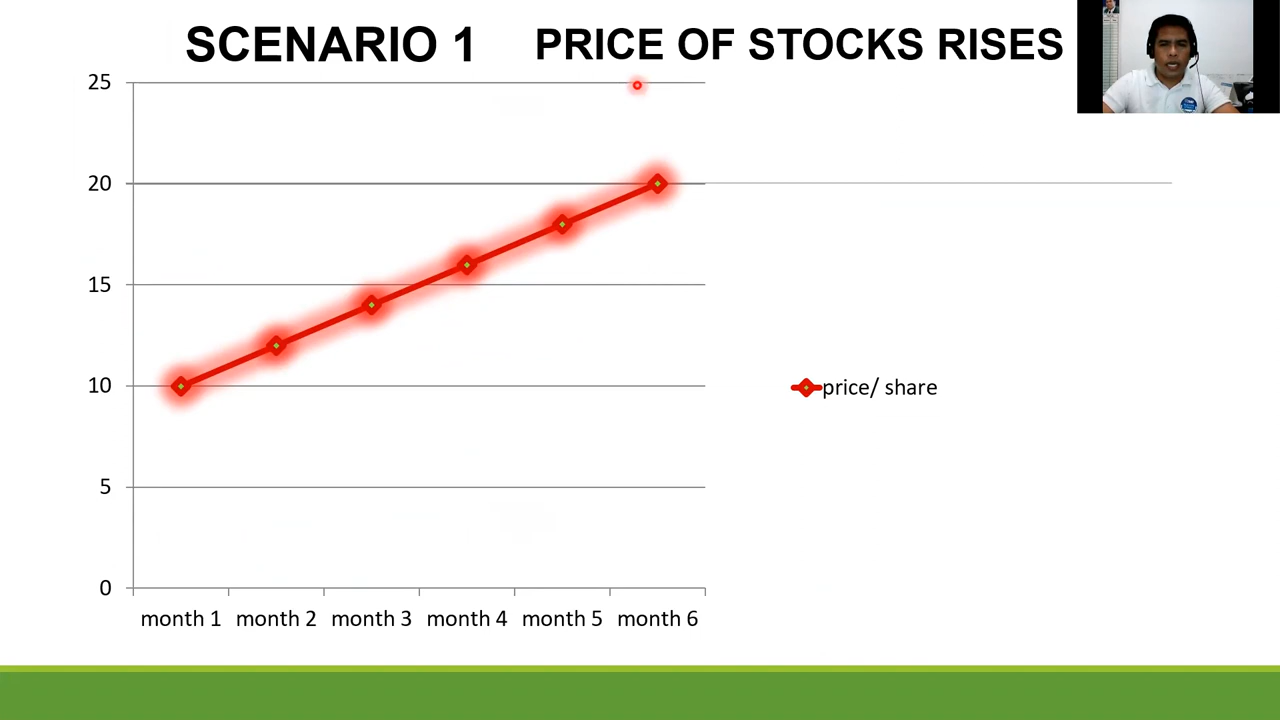 SCENARIO 1 PRICE OF STOCKS RISES
25
20
15
10
5
0
price/ share
month 1 month 2 month 3 month 4 month 5 month 6